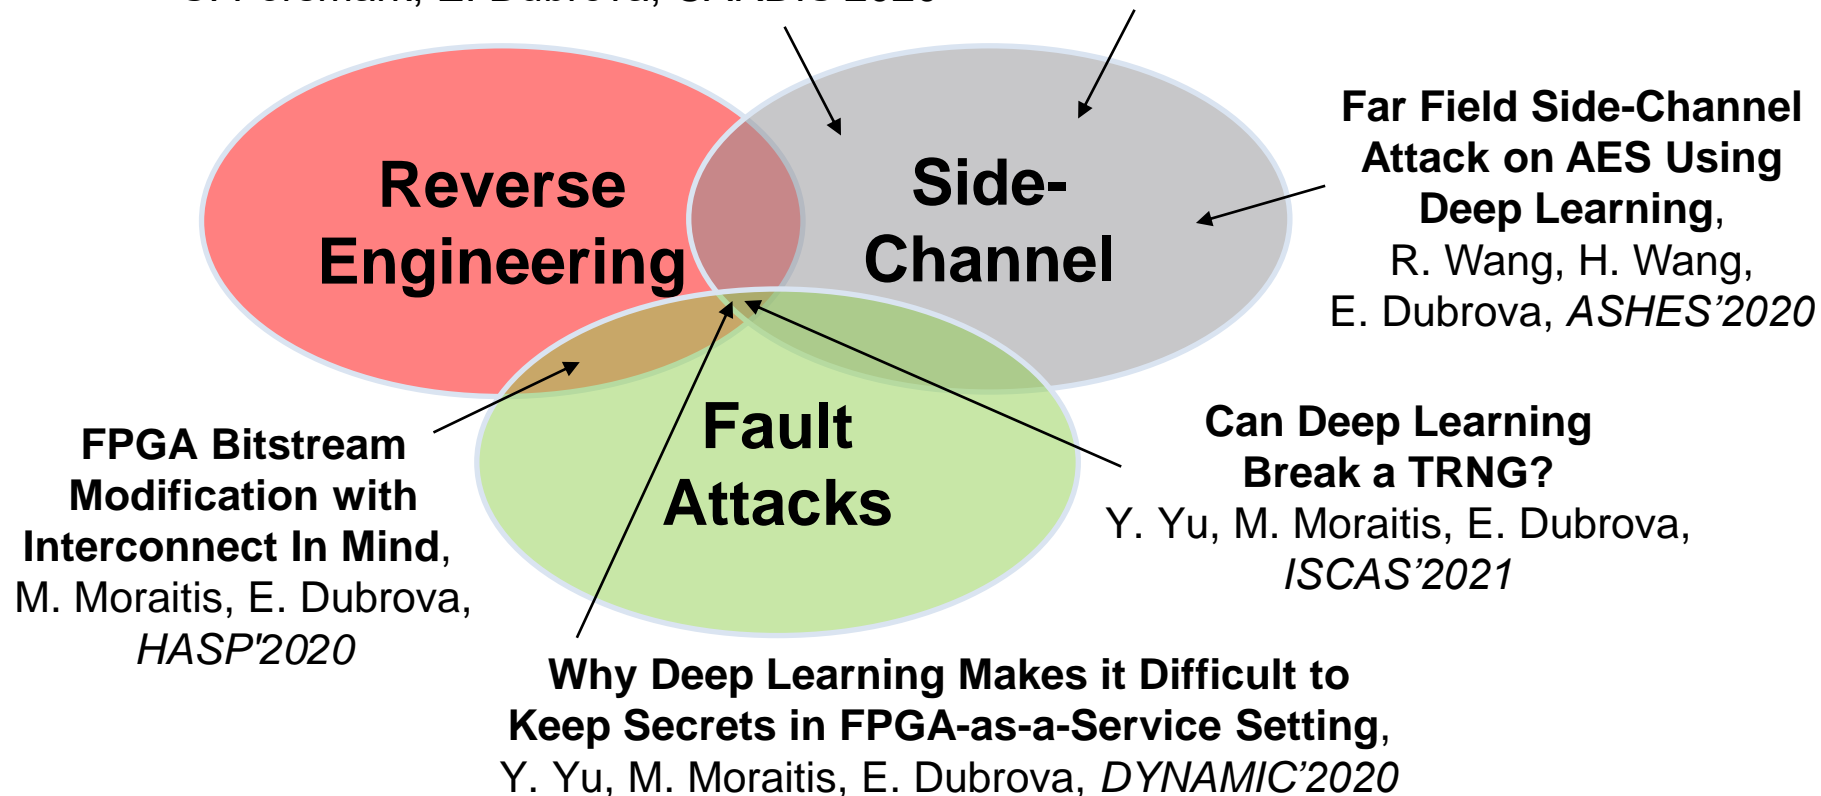 E. Dubrova,
Reverse
Engineering
Side-
Channel
Fault
Attacks
Far Field Side-Channel
Attack on AES Using
Deep Learning,
R. Wang, H. Wang,
E. Dubrova, ASHES’2020
FPGA Bitstream
Modification with
Interconnect In Mind,
M. Moraitis, E. Dubrova,
HASP'2020
Can Deep Learning
Break a TRNG?
Y. Yu, M. Moraitis, E. Dubrova,
ISCAS’2021
Why Deep Learning Makes it Difficult to
Keep Secrets in FPGA-as-a-Service Setting,
Y. Yu, M. Moraitis, E. Dubrova, DYNAMIC’2020